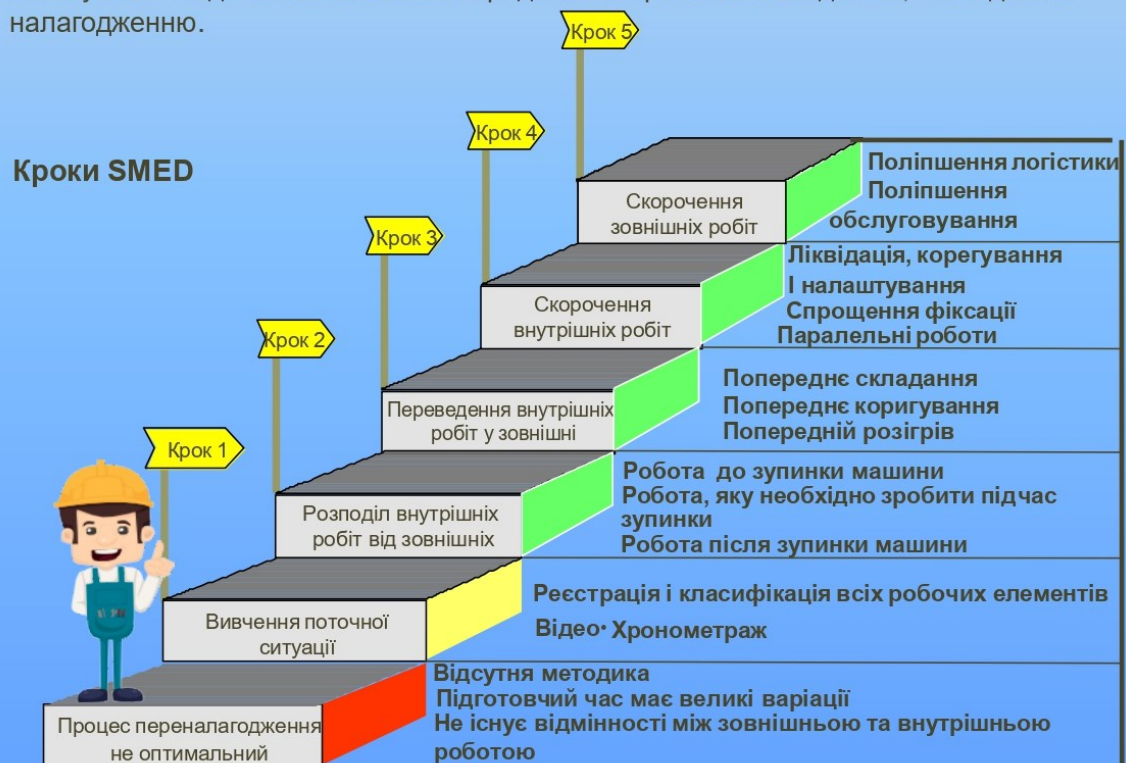 налагодженню.
Кроки SMED
Крок 5
Крок 4
Крок 3
Крок 2
Крок 1
Скорочення
зовнішніх робіт
Поліпшення логістики
Поліпшення
обслуговування
Скорочення
внутрішніх робіт
Ліквідація, корегування
І налаштування
Спрощення фіксації
Паралельні роботи
Переведення внутрішніх
робіт у зовнішні
Попереднє складання
Попереднє коригування
Попередній розігрів
Розподіл внутрішніх
робіт від зовнішніх
Робота до зупинки машини
Робота, яку необхідно зробити підчас
зупинки
Робота після зупинки машини
Вивчення поточної
ситуації
Реєстрація і класифікація всіх робочих елементів
Відео· Хронометраж
Процес переналагодження
не оптимальний
Відсутня методика
Підготовчий час має великі варіації
Не існує відмінності між зовнішньою та внутрішньою
роботою